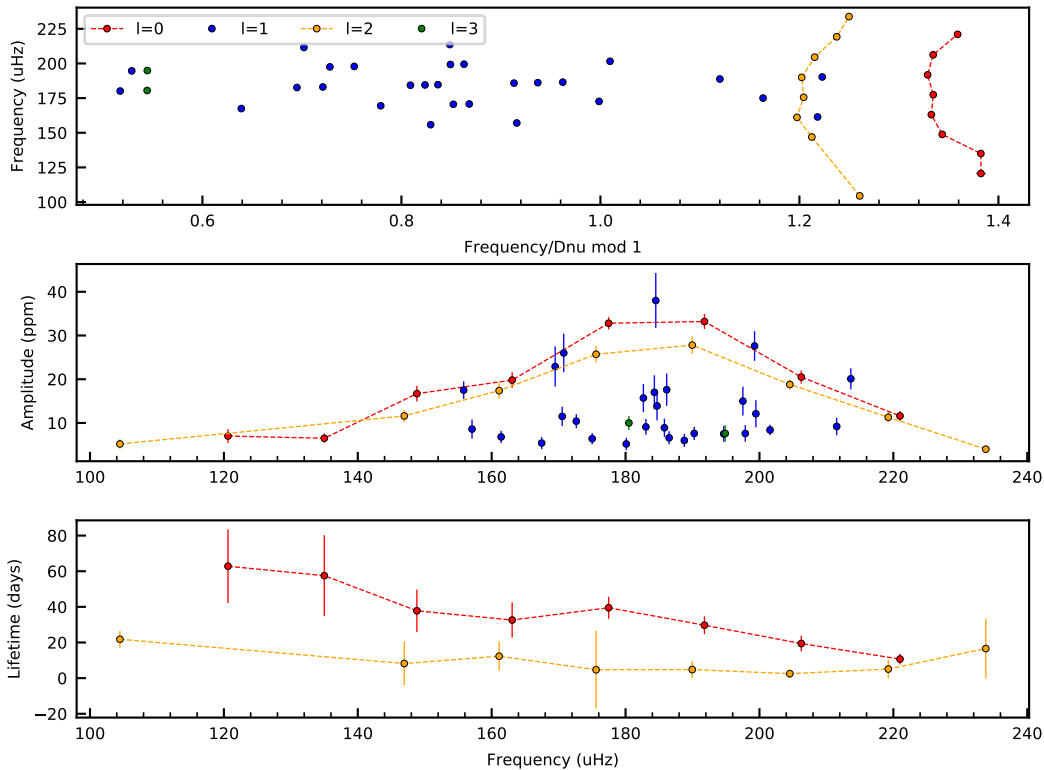 l=0 l=1 l=2 l=3
Frequency (uHz)
225
200
175
150
125
100
0.6 0.8 1.0 1.2 1.4
Frequency/Dnu mod 1
Amplitude (ppm)
40
30
20
10
100 120 140 160 180 200 220 240
Lifetime (days)
80
60
40
20
0
−20
100 120 140 160 180 200 220 240
Frequency (uHz)